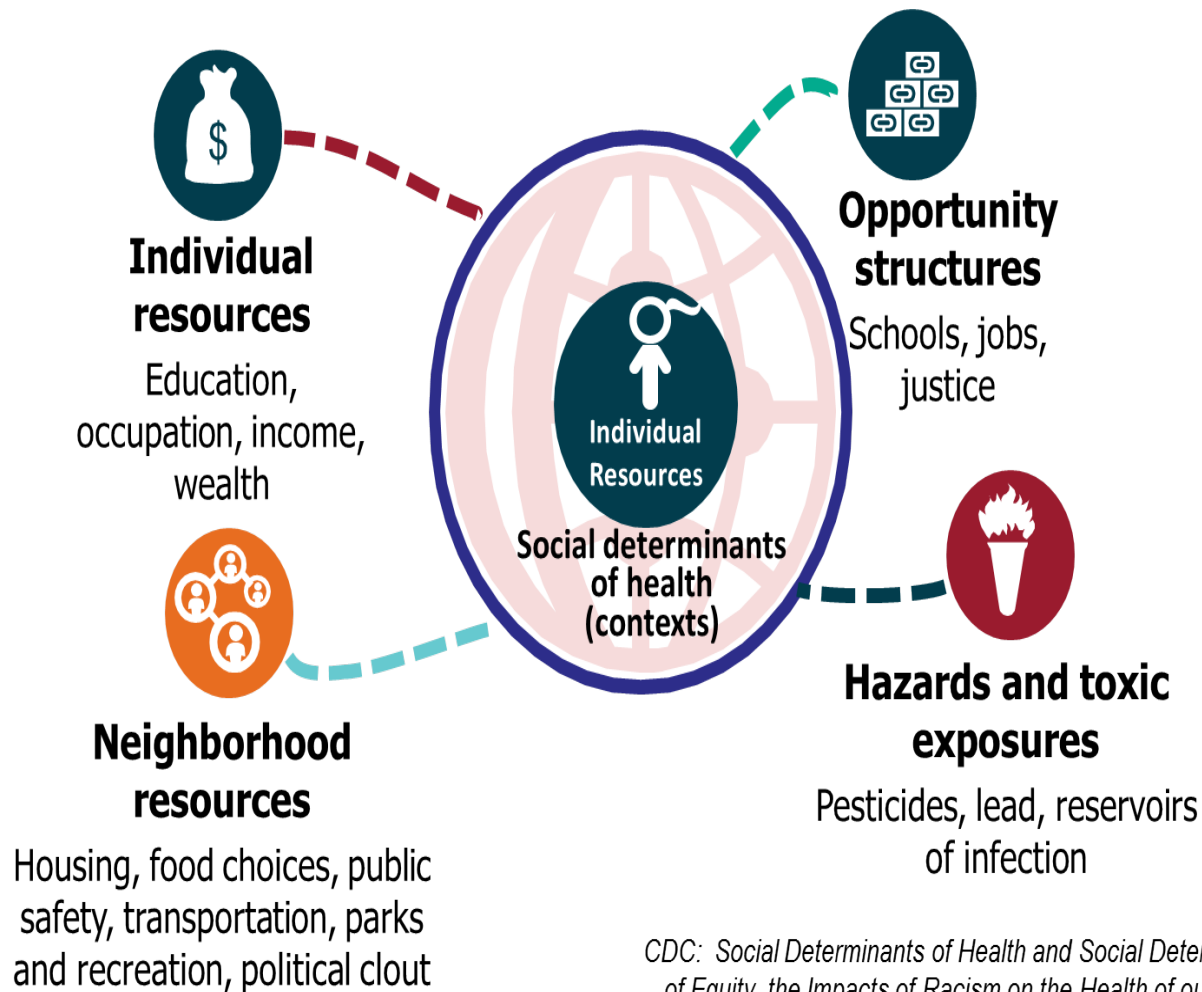 $
Individual
resources
Education,
occupation, income,
wealth
Opportunity
structures
Schools, jobs,
justice
Individual
Resources
Social determinants
of health
(contexts)
Neighborhood
resources
Housing, food choices, public
safety, transportation, parks
and recreation, political clout
Hazards and toxic
exposures
Pesticides, lead, reservoirs
of infection
CDC: Social Determinants of Health and Social
of Equity, the Impacts of Racism on the Health of